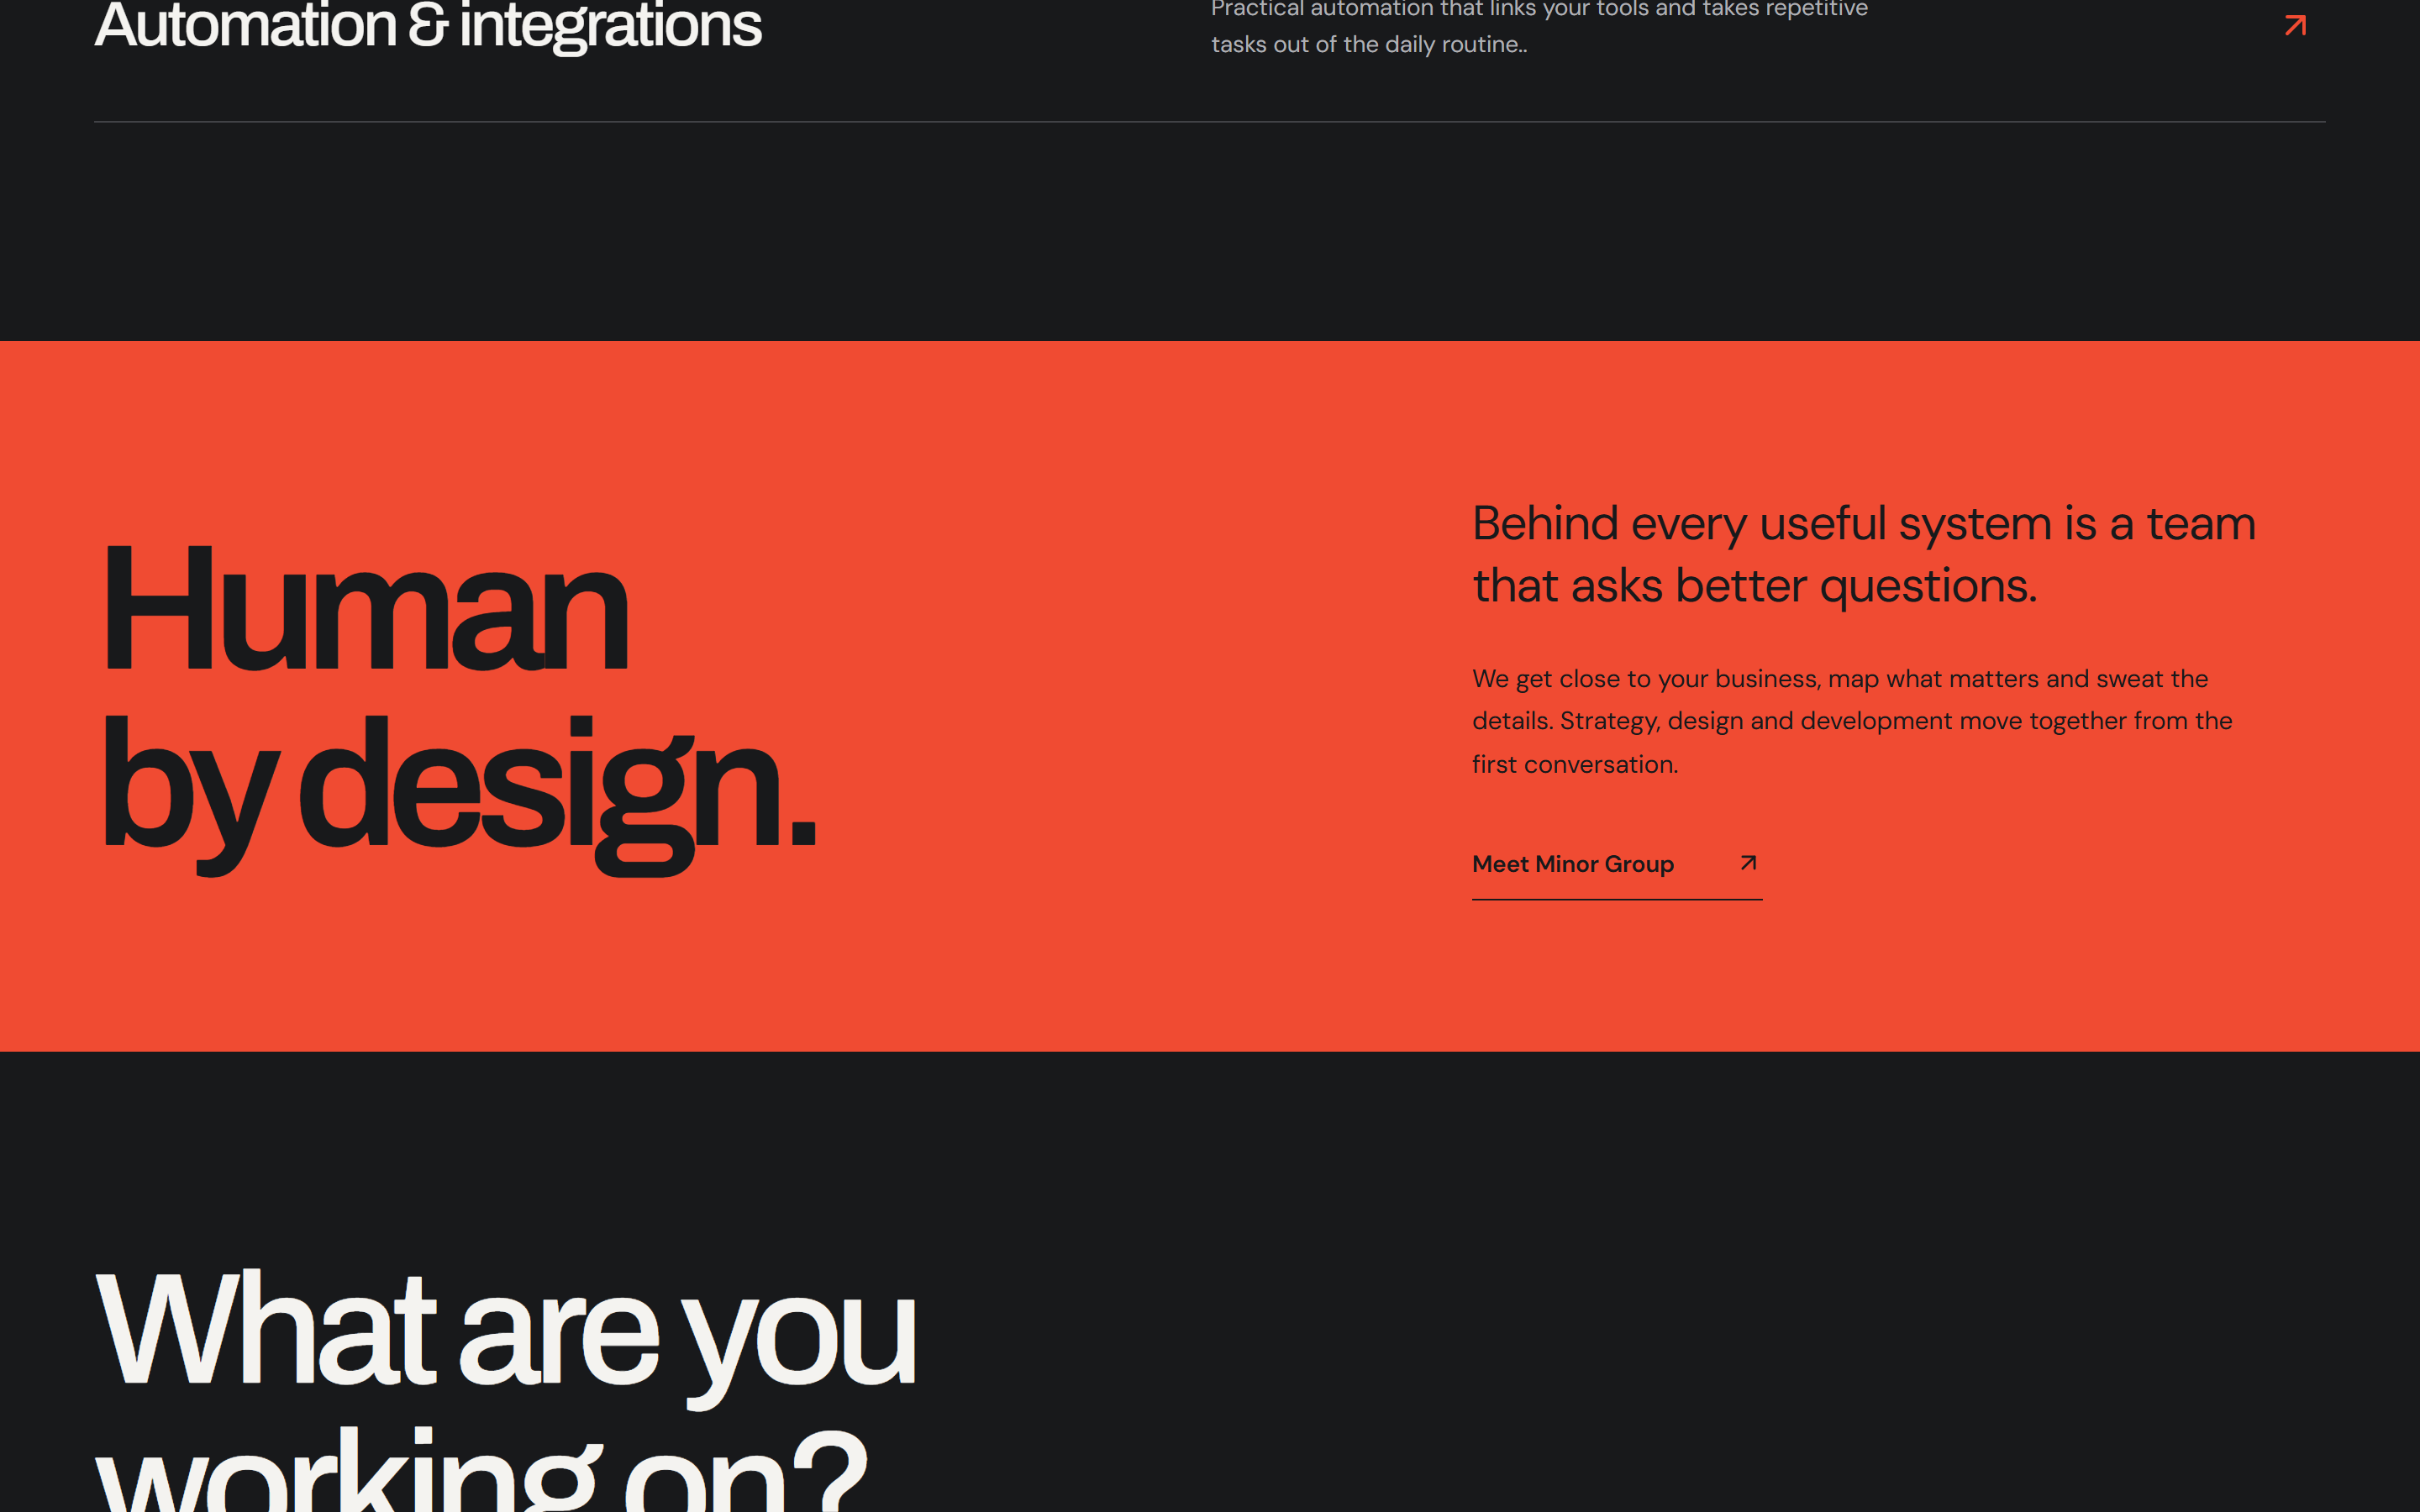 Automation & integrations
Practical automation that links your tools and takes repetitive
tasks out of the daily routine..
Human
by design.
Behind every useful system is a team
that asks better questions.
We get close to your business, map what matters and sweat the
details. Strategy, design and development move together from the
first conversation.
Meet Minor Group
What are you
working on?